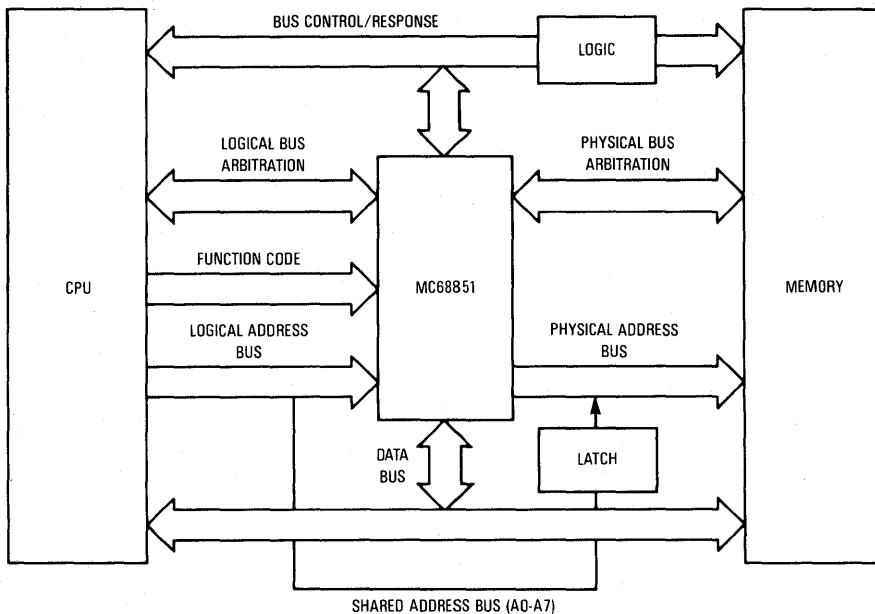 BUS CONTROL/RESPONSE
LOGIC
LOGICAL BUS
ARBITRATION
PHYSICAL BUS
ARBITRATION
FUNCTION CODE
CPU
MC68851
MEMORY
LOGICAL ADDRESS
BUS
PHYSICAL ADDRESS
BUS
DATA
BUS
LATCH
SHARED ADDRESS BUS (A0-A7)